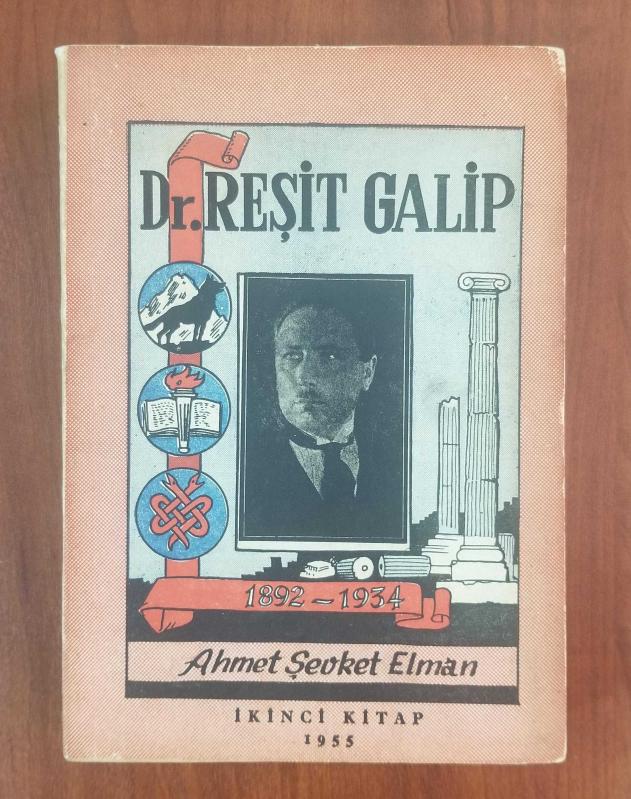 Dr. REŞİT GALİP
1892 - 1934
Ahmet Şevket Elman
İKİNCİ KİTAP
1955